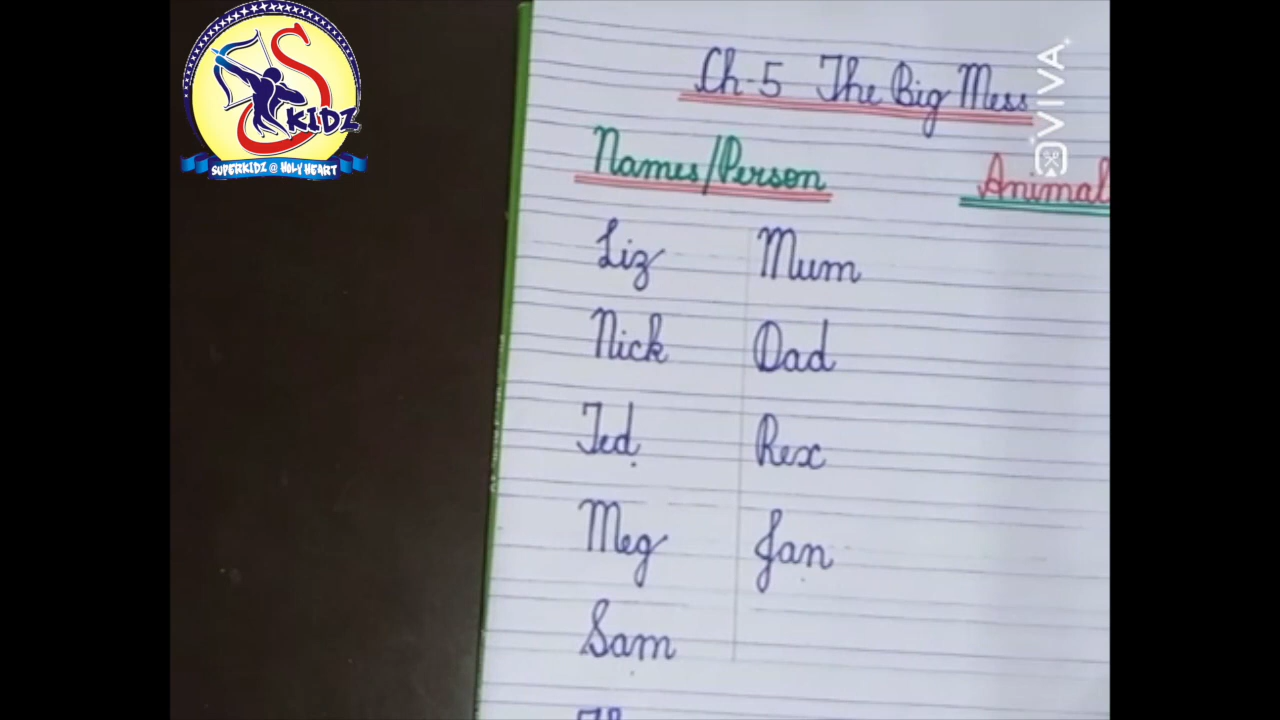 S
KIDZ
SUPERKIDZ @ HOLY HEART
VIVA
Ch-5 The Big Mess
Names/Person Animal
Liz Mum
Nick Dad
Ted Rex
Meg Jan
Sam